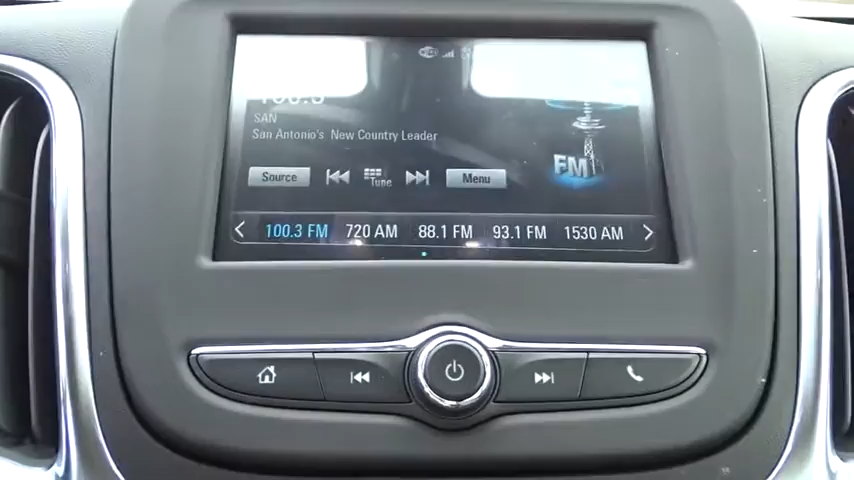 100.3
SAN
San Antonio's New Country Leader
FM
Source
Tune
Menu
100.3 FM 720 AM 88.1 FM 93.1 FM 1530 AM